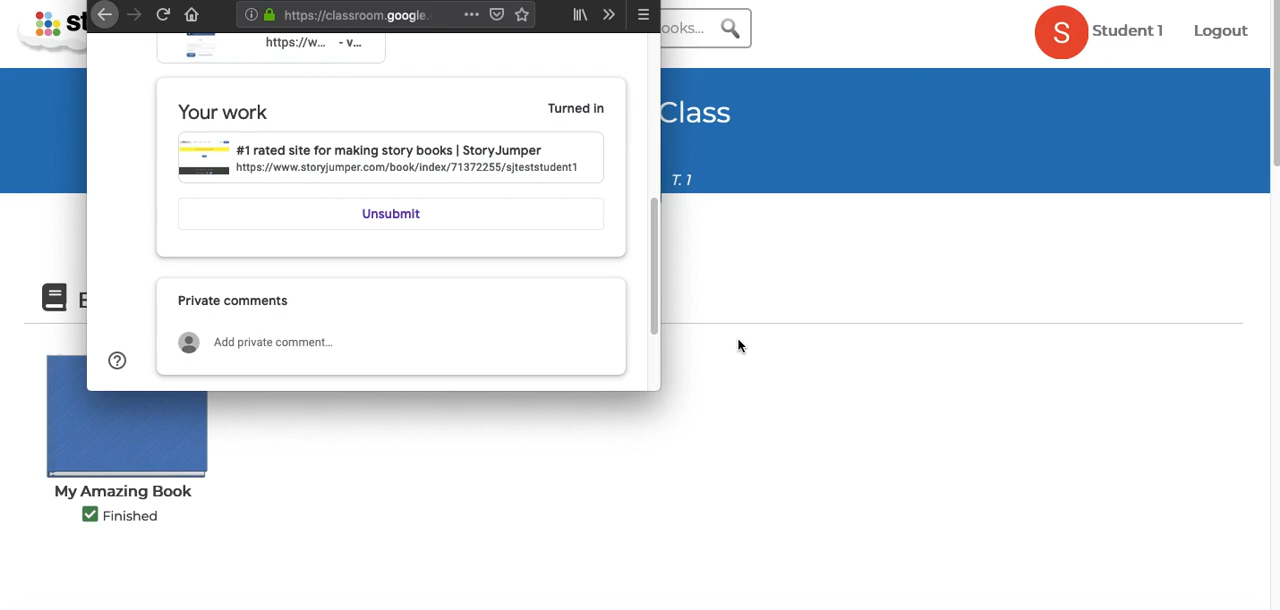 st
https://classroom.google.
ooks...
S
Student 1
Logout
https://w... - v...
Class
T. 1
Your work
Turned in
#1 rated site for making story books | StoryJumper
https://www.storyjumper.com/book/index/71372255/sjteststudent1
Unsubmit
Private comments
Add private comment...
My Amazing Book
Finished